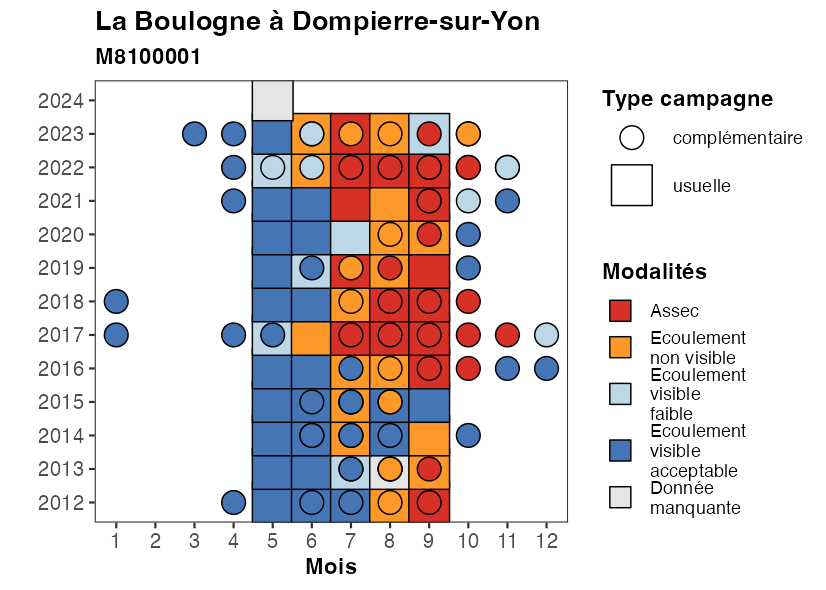 La Boulogne à Dompierre-sur-Yon
M8100001
2024
2023
2022
2021
2020
2019
2018
2017
2016
2015
2014
2013
2012
1 2 3 4 5 6 7 8 9 10 11 12
Mois
Type campagne
complémentaire
usuelle
Modalités
Assec
Ecoulement
non visible
Ecoulement
visible
faible
Ecoulement
visible
acceptable
Donnée
manquante